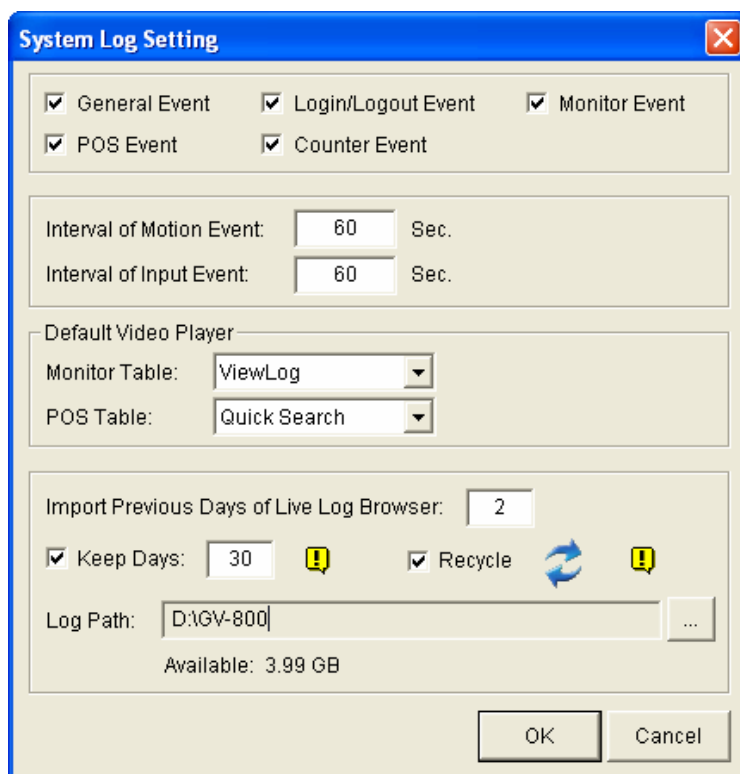 System Log Setting
General Event Login/Logout Event Monitor Event
POS Event Counter Event
Interval of Motion Event: 60 Sec.
Interval of Input Event: 60 Sec.
Default Video Player
Monitor Table: ViewLog
POS Table: Quick Search
Import Previous Days of Live Log Browser: 2
Keep Days: 30 ! Recycle !
Log Path: D:\GV-800 ...
Available: 3.99 GB
OK Cancel